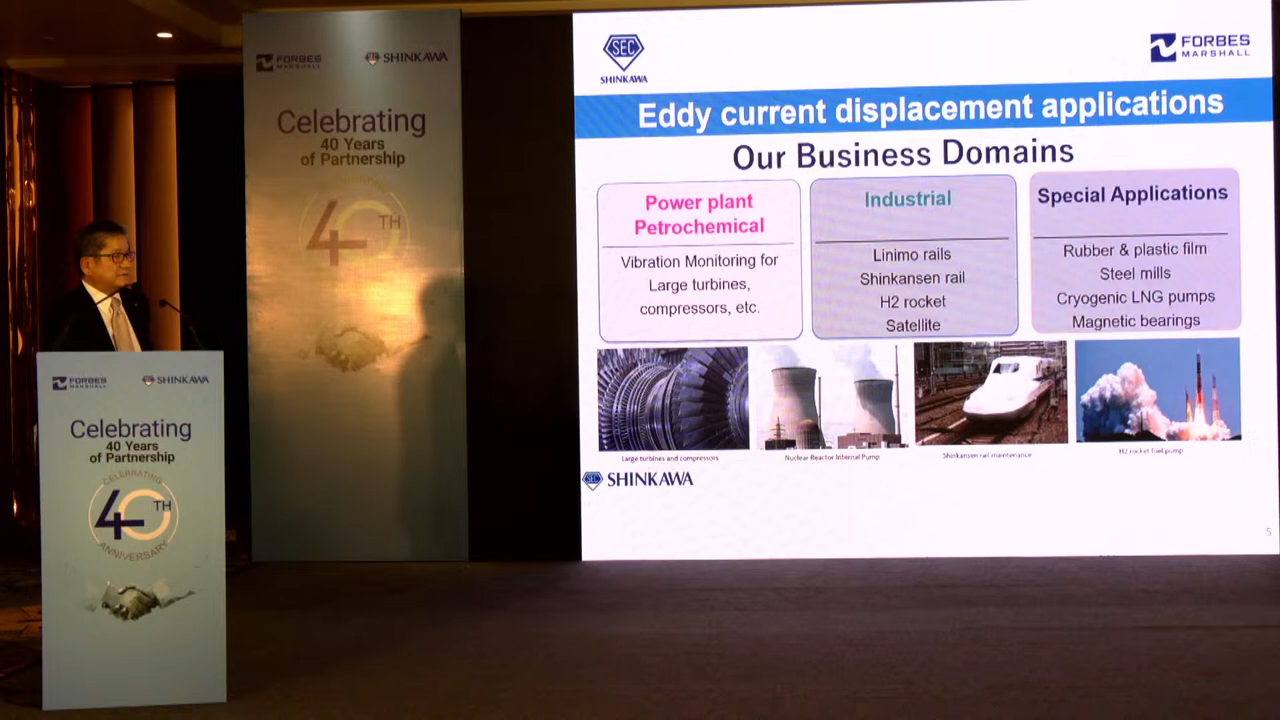 FORBES
MARSHALL
SEC SHINKAWA
Celebrating
40 Years
of Partnership
40TH
SEC
SHINKAWA
FORBES
MARSHALL
Eddy current displacement applications
Our Business Domains
Power plant
Petrochemical
Vibration Monitoring for
Large turbines,
compressors, etc.
Industrial
Linimo rails
Shinkansen rail
H2 rocket
Satellite
Special Applications
Rubber & plastic film
Steel mills
Cryogenic LNG pumps
Magnetic bearings
Large turbines and compressors
Nuclear Reactor Internal Pump
Shinkansen rail maintenance
H2 rocket fuel pump
SEC SHINKAWA
5
FORBES
MARSHALL
SEC SHINKAWA
Celebrating
40 Years
of Partnership
CELEBRATING
40TH
ANNIVERSARY